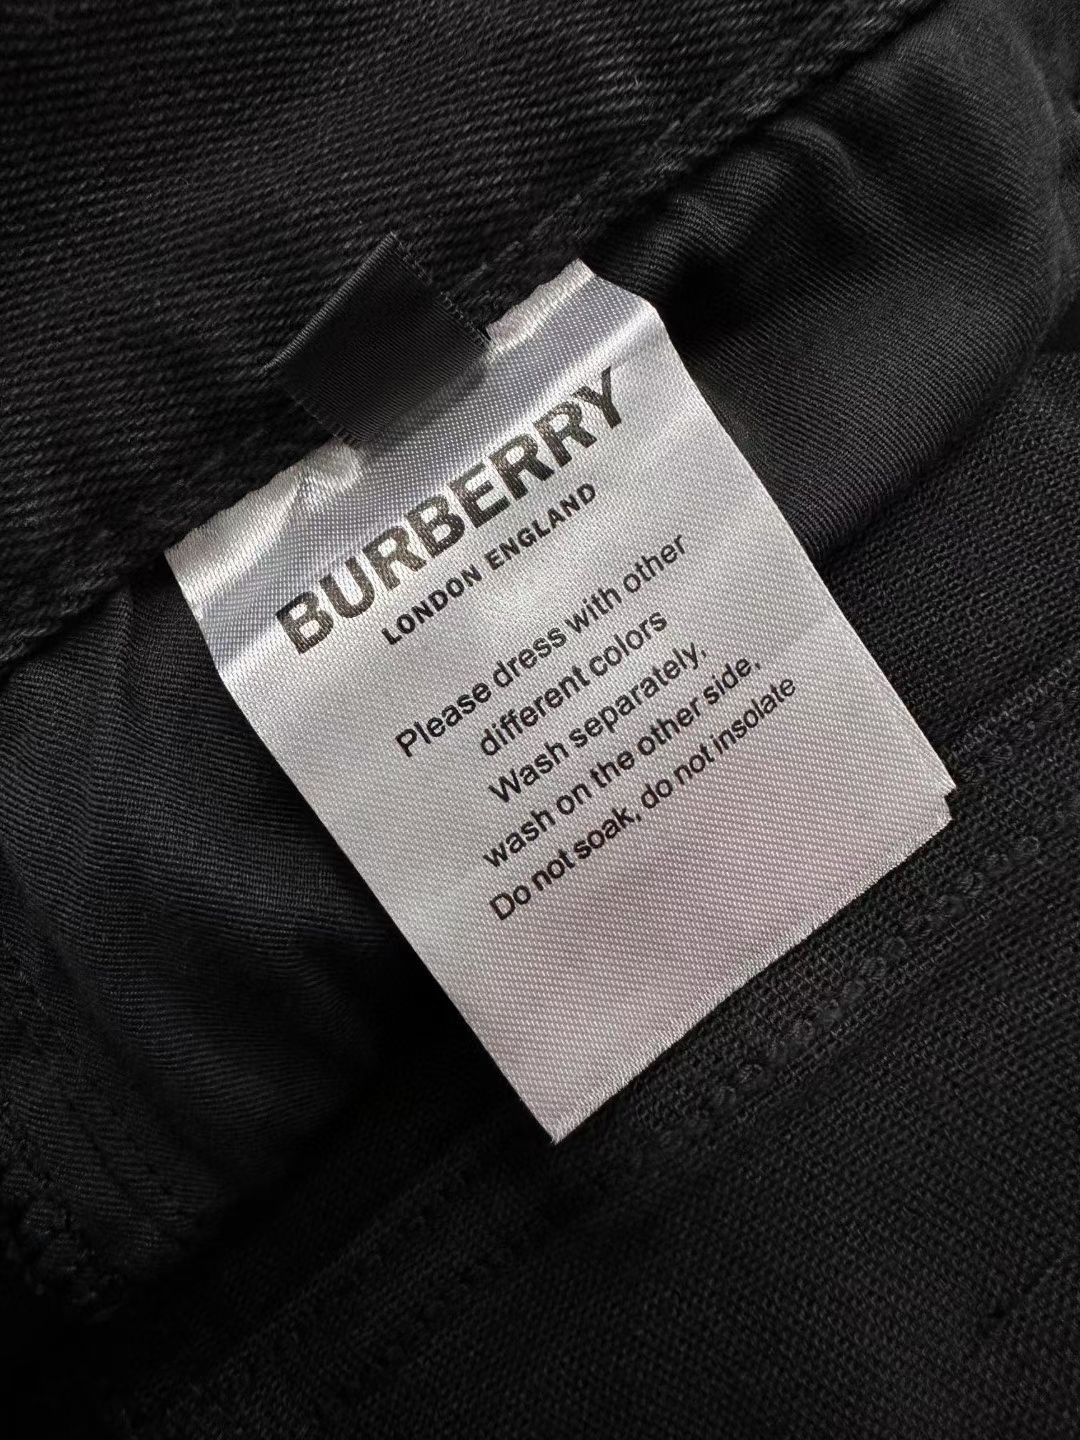 BURBERRY
LONDON ENGLAND
Please dress with other
different colors
Wash separately,
wash on the other side,
Do not soak, do not insolate